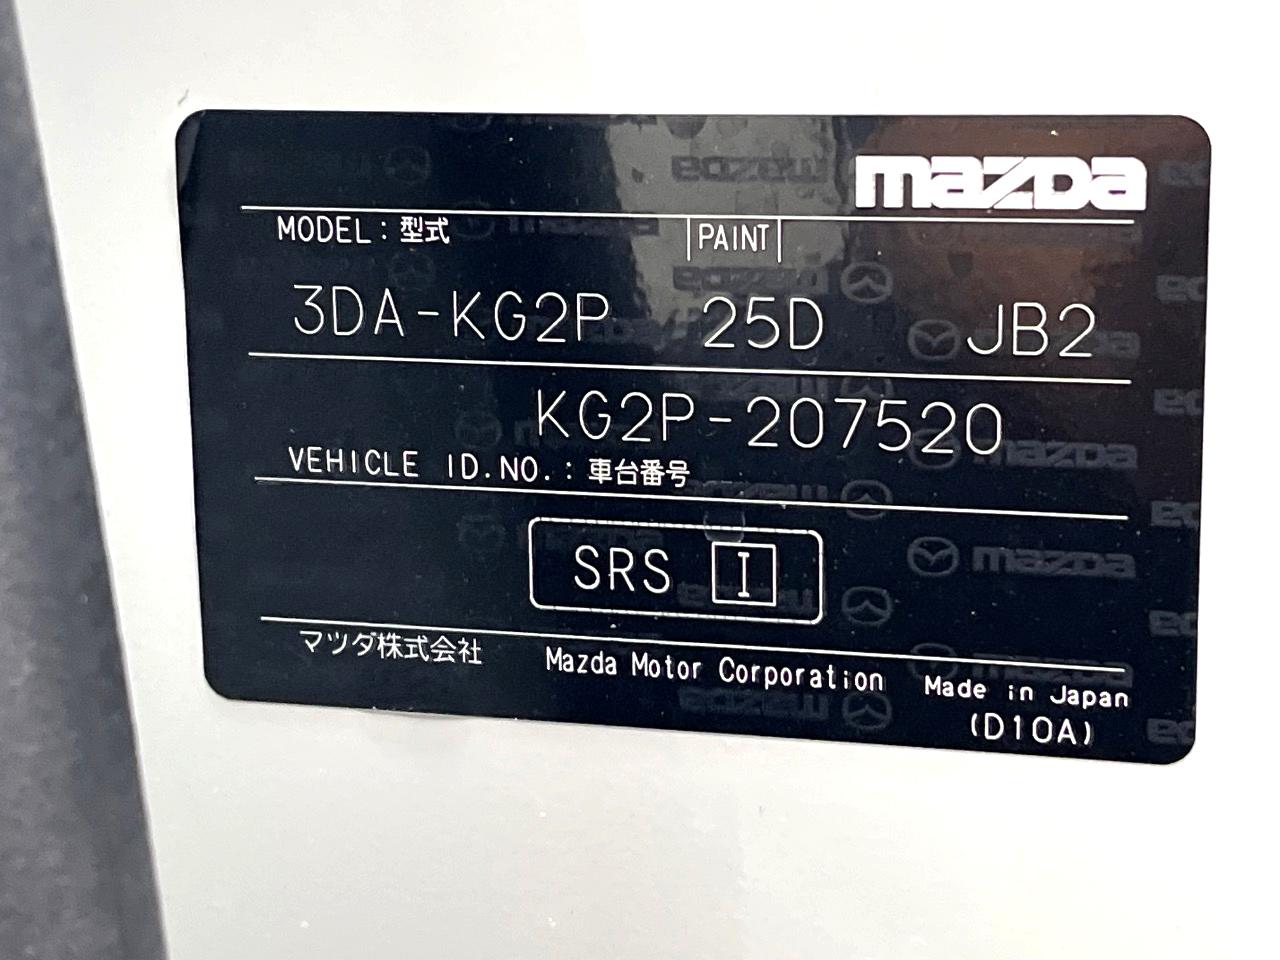 mazda
MODEL : 型式 PAINT
3DA-KG2P 25D JB2
KG2P-207520
VEHICLE ID.NO. : 車台番号
SRS I
マツダ株式会社 Mazda Motor Corporation Made in Japan
(D10A)